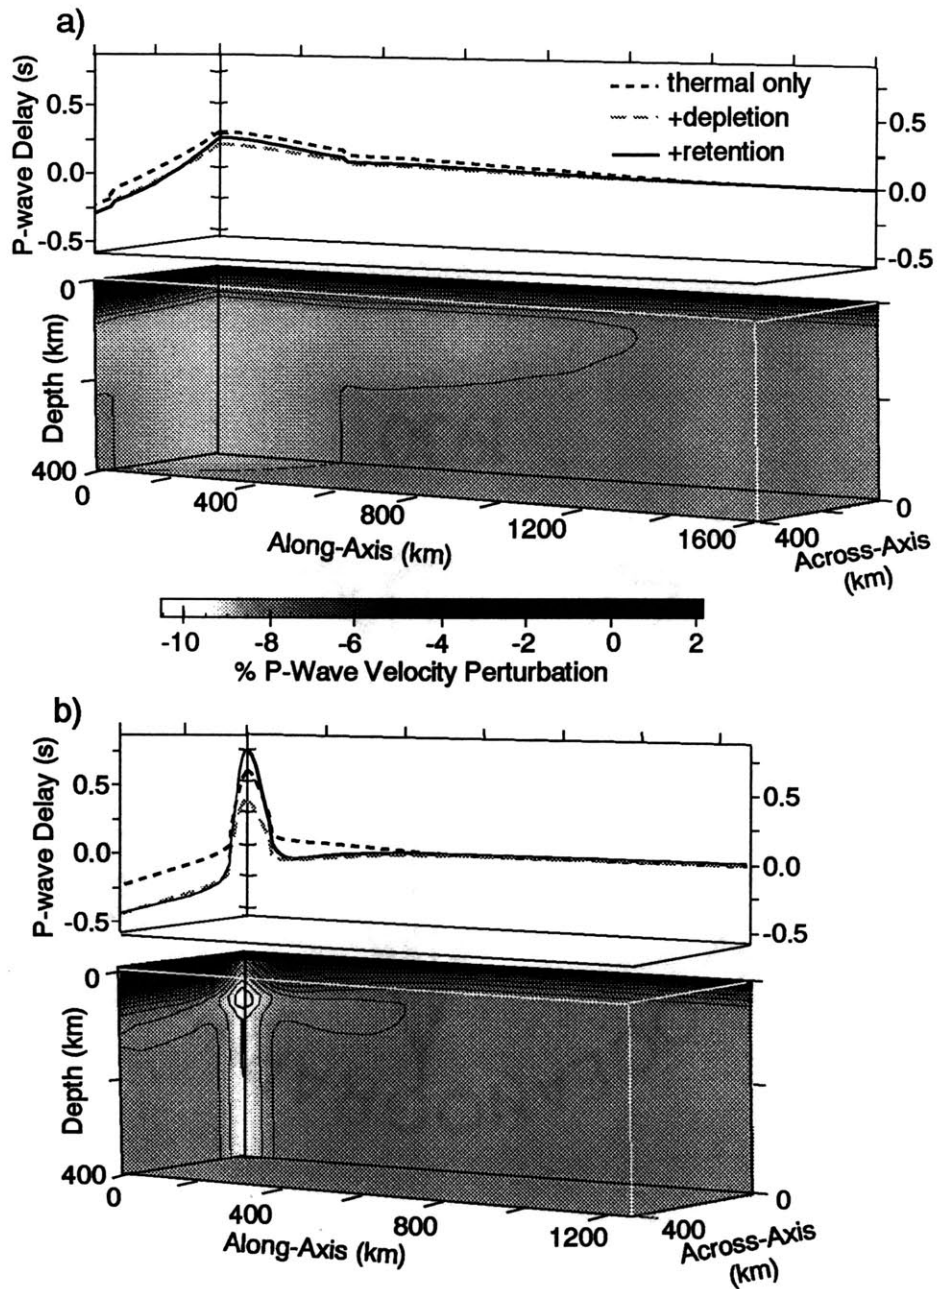 a)
P-wave Delay (s)
0.5
0.0
-0.5
thermal only
+depletion
+retention
0.5
0.0
-0.5
Depth (km)
0
400
0
400
800
1200
1600
Along-Axis (km)
400
0
Across-Axis
(km)
-10
-8
-6
-4
-2
0
2
% P-Wave Velocity Perturbation
b)
P-wave Delay (s)
0.5
0.0
-0.5
0.5
0.0
-0.5
Depth (km)
0
400
0
400
800
1200
Along-Axis (km)
400
0
Across-Axis
(km)